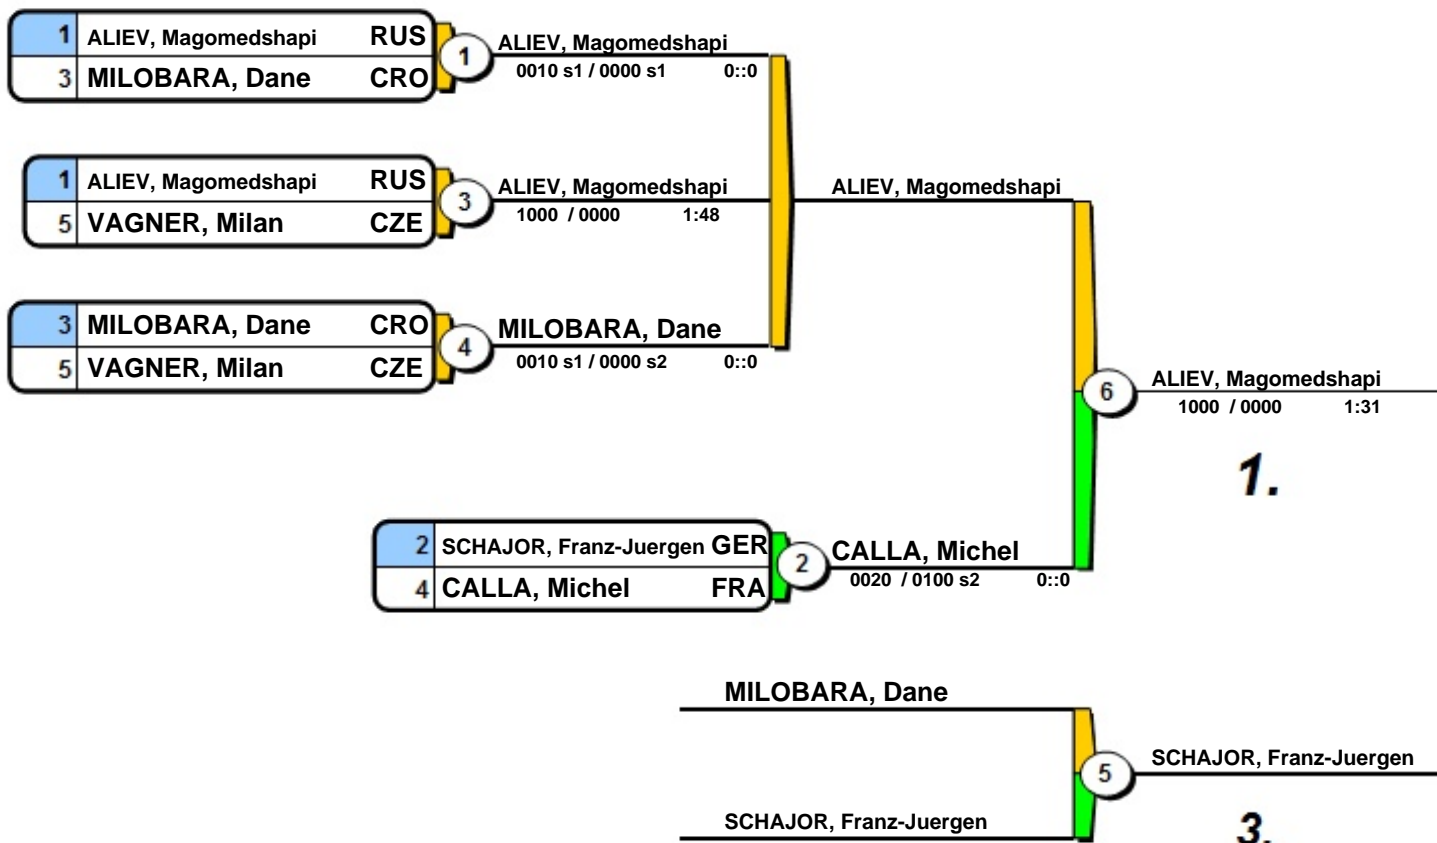 1 ALIEV, Magomedshapi RUS
3 MILOBARA, Dane CRO
1
ALIEV, Magomedshapi
0010 s1 / 0000 s1 0::0
1 ALIEV, Magomedshapi RUS
5 VAGNER, Milan CZE
3
ALIEV, Magomedshapi
1000 / 0000 1:48
ALIEV, Magomedshapi
3 MILOBARA, Dane CRO
5 VAGNER, Milan CZE
4
MILOBARA, Dane
0010 s1 / 0000 s2 0::0
6
ALIEV, Magomedshapi
1000 / 0000 1:31
1.
2 SCHAJOR, Franz-Juergen GER
4 CALLA, Michel FRA
2
CALLA, Michel
0020 / 0100 s2 0::0
MILOBARA, Dane
5
SCHAJOR, Franz-Juergen
SCHAJOR, Franz-Juergen
3.